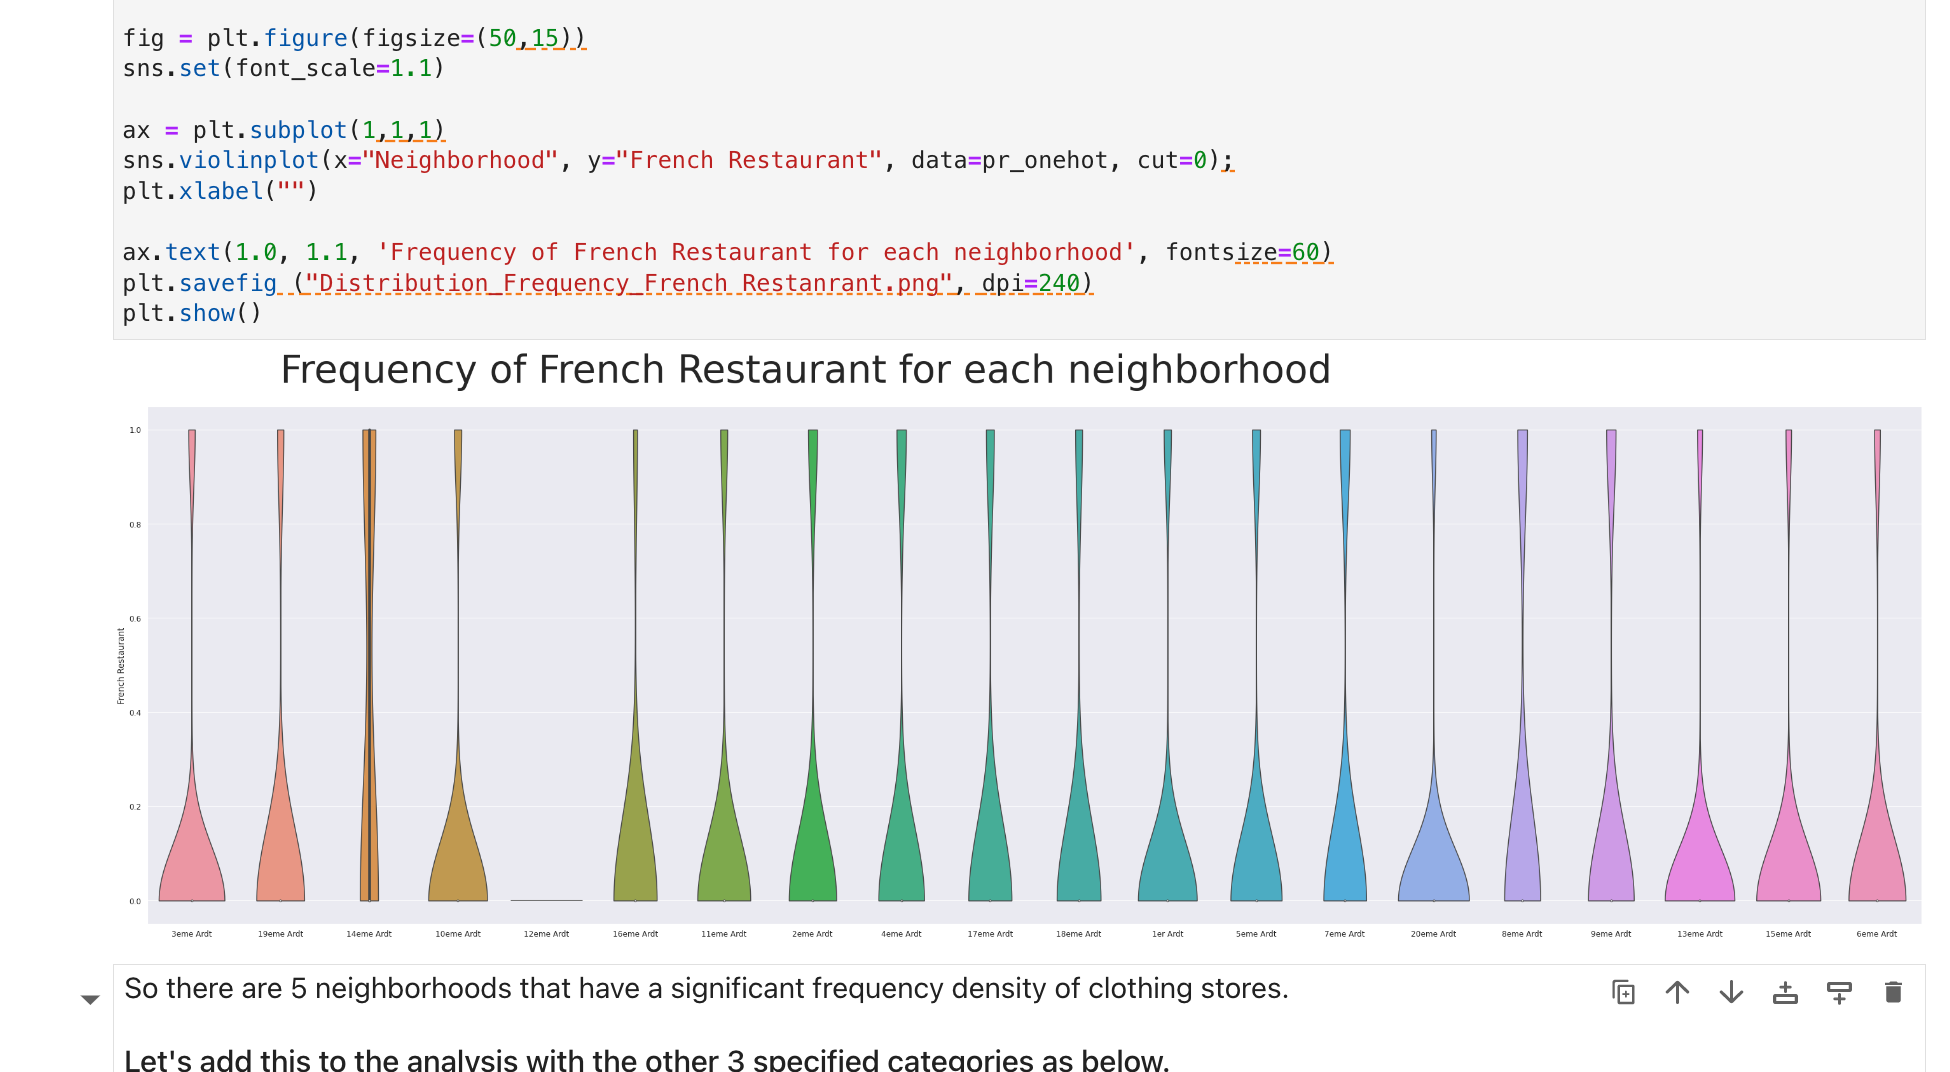 fig = plt.figure(figsize=(50,15))
sns.set(font_scale=1.1)
ax = plt.subplot(1,1,1)
sns.violinplot(x="Neighborhood", y="French Restaurant", data=pr_onehot, cut=0);
plt.xlabel("")
ax.text(1.0, 1.1, 'Frequency of French Restaurant for each neighborhood', fontsize=60)
plt.savefig ("Distribution_Frequency_French Restanrant.png", dpi=240)
plt.show()
Frequency of French Restaurant for each neighborhood
1.0
0.8
0.6
0.4
0.2
0.0
French Restaurant
3eme Ardt 19eme Ardt 14eme Ardt 10eme Ardt 12eme Ardt 16eme Ardt 11eme Ardt 2eme Ardt 4eme Ardt 17eme Ardt 18eme Ardt 1er Ardt 5eme Ardt 7eme Ardt 20eme Ardt 8eme Ardt 9eme Ardt 13eme Ardt 15eme Ardt 6eme Ardt
So there are 5 neighborhoods that have a significant frequency density of clothing stores.
Let's add this to the analysis with the other 3 specified categories as below.